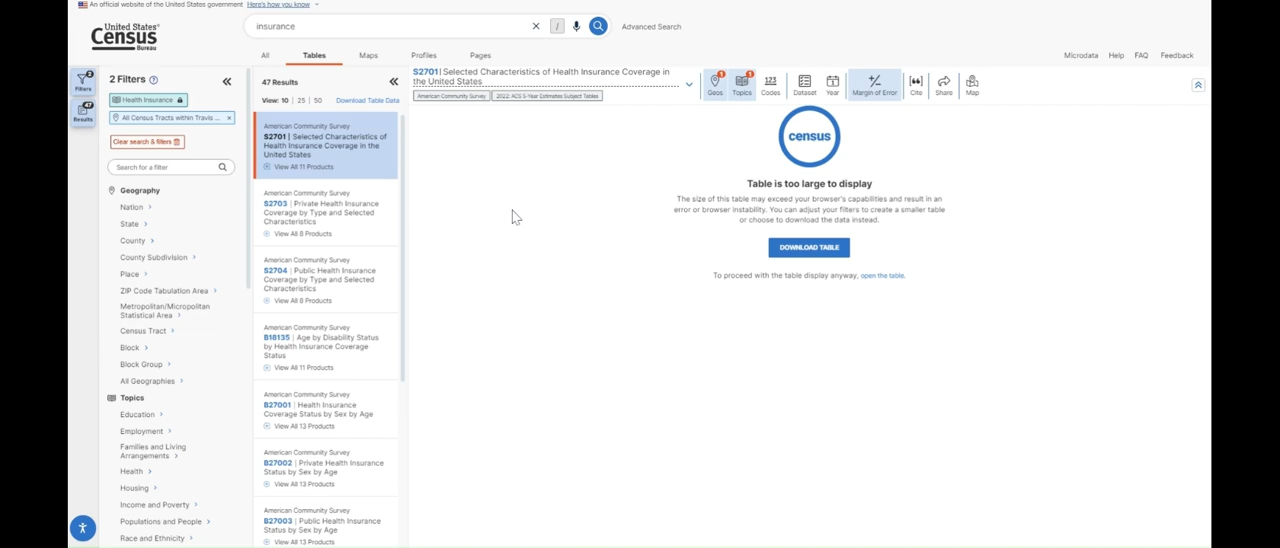 An official website of the United States government Here's how you know
United States®
Census
Bureau
insurance
/
Advanced Search
All
Tables
Maps
Profiles
Pages
Microdata
Help
FAQ
Feedback
2
Filters
47
Results
2 Filters
Health Insurance
All Census Tracts within Travis ... ×
Clear search & filters
Search for a filter
Geography
Nation
State
County
County Subdivision
Place
ZIP Code Tabulation Area
Metropolitan/Micropolitan
Statistical Area
Census Tract
Block
Block Group
All Geographies
Topics
Education
Employment
Families and Living
Arrangements
Health
Housing
Income and Poverty
Populations and People
Race and Ethnicity
47 Results
View: 10 | 25 | 50
Download Table Data
American Community Survey
S2701 | Selected Characteristics of
Health Insurance Coverage in the
United States
View All 11 Products
American Community Survey
S2703 | Private Health Insurance
Coverage by Type and Selected
Characteristics
View All 8 Products
American Community Survey
S2704 | Public Health Insurance
Coverage by Type and Selected
Characteristics
View All 8 Products
American Community Survey
B18135 | Age by Disability Status
by Health Insurance Coverage
Status
View All 11 Products
American Community Survey
B27001 | Health Insurance
Coverage Status by Sex by Age
View All 13 Products
American Community Survey
B27002 | Private Health Insurance
Status by Sex by Age
View All 13 Products
American Community Survey
B27003 | Public Health Insurance
Status by Sex by Age
View All 13 Products
S2701 | Selected Characteristics of Health Insurance Coverage in
the United States
American Community Survey
2022: ACS 5-Year Estimates Subject Tables
1
Geos
1
Topics
123
Codes
Dataset
Year
Margin of Error
Cite
Share
Map
census
Table is too large to display
The size of this table may exceed your browser's capabilities and result in an
error or browser instability. You can adjust your filters to create a smaller table
or choose to download the data instead.
DOWNLOAD TABLE
To proceed with the table display anyway, open the table.